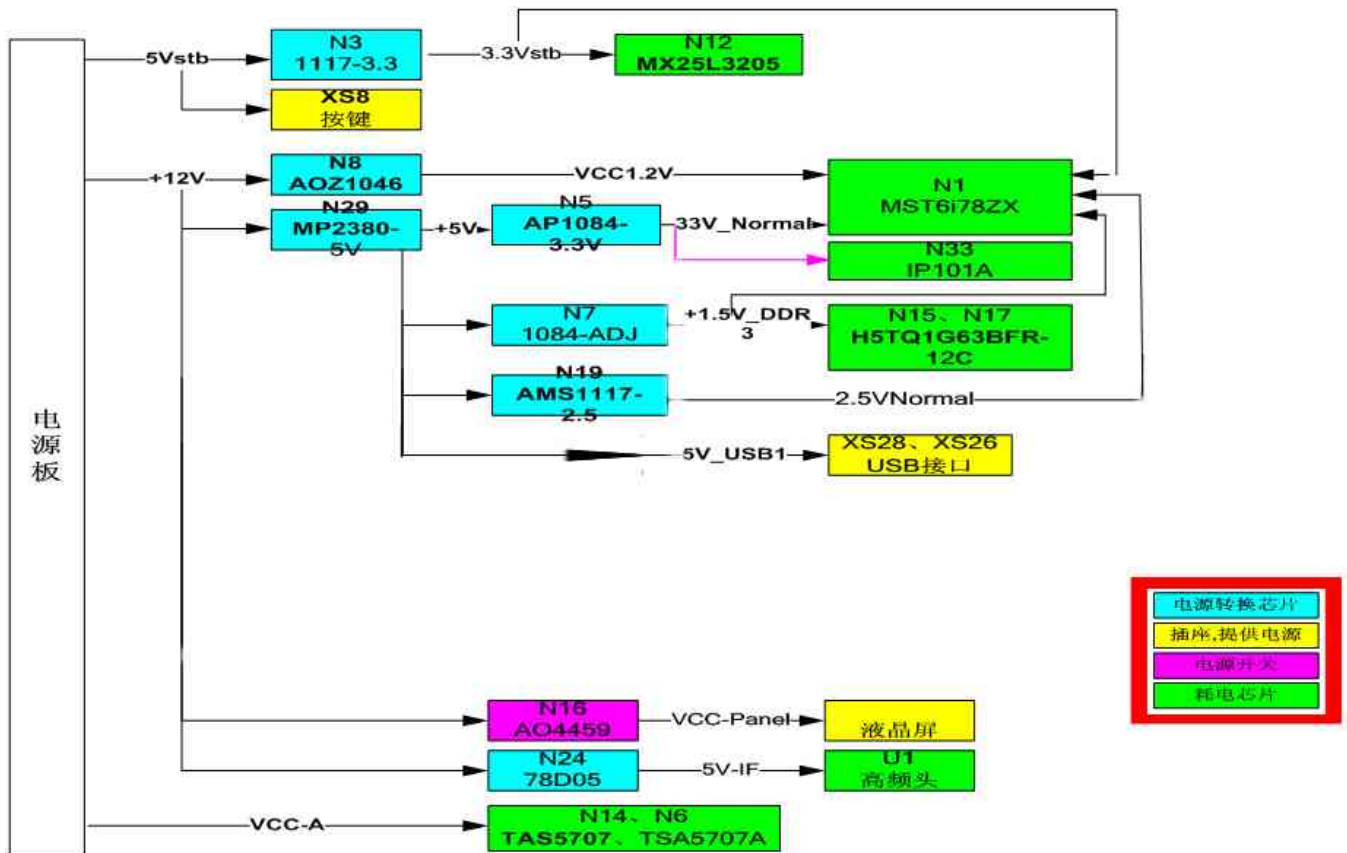 电源板
5Vstb
N3
1117-3.3
3.3Vstb
N12
MX25L3205
XS8
按键
+12V
N8
AOZ1046
VCC1.2V
N1
MST6i78ZX
N29
MP2380-
5V
+5V
N5
AP1084-
3.3V
33V_Normal
N33
IP101A
N7
1084-ADJ
+1.5V_DDR
3
N15、N17
H5TQ1G63BFR-
12C
N19
AMS1117-
2.5
2.5VNormal
5V_USB1
XS28、XS26
USB接口
电源转换芯片
插座,提供电源
电源开关
耗电芯片
N16
AO4459
VCC-Panel
液晶屏
N24
78D05
5V-IF
U1
高频头
VCC-A
N14、N6
TAS5707、TSA5707A